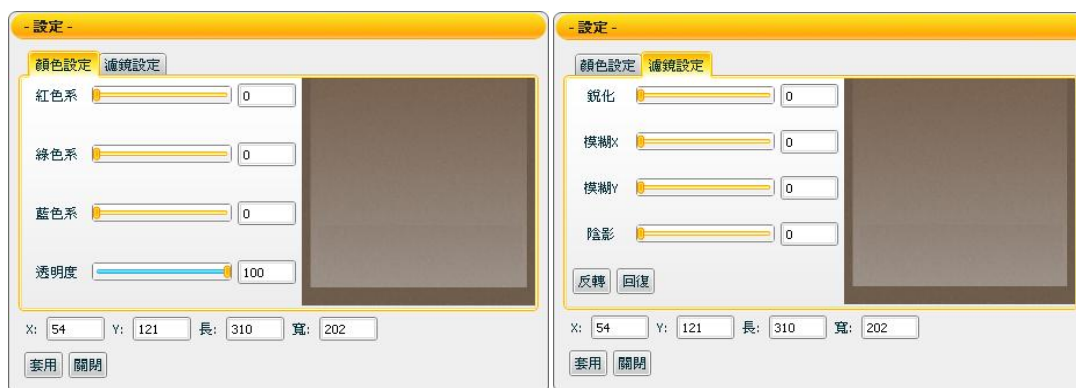 - 設定 -
顏色設定 濾鏡設定
紅色系 0
綠色系 0
藍色系 0
透明度 100
X: 54 Y: 121 長: 310 寬: 202
套用 關閉
- 設定 -
顏色設定 濾鏡設定
銳化 0
模糊X 0
模糊Y 0
陰影 0
反轉 回復
X: 54 Y: 121 長: 310 寬: 202
套用 關閉